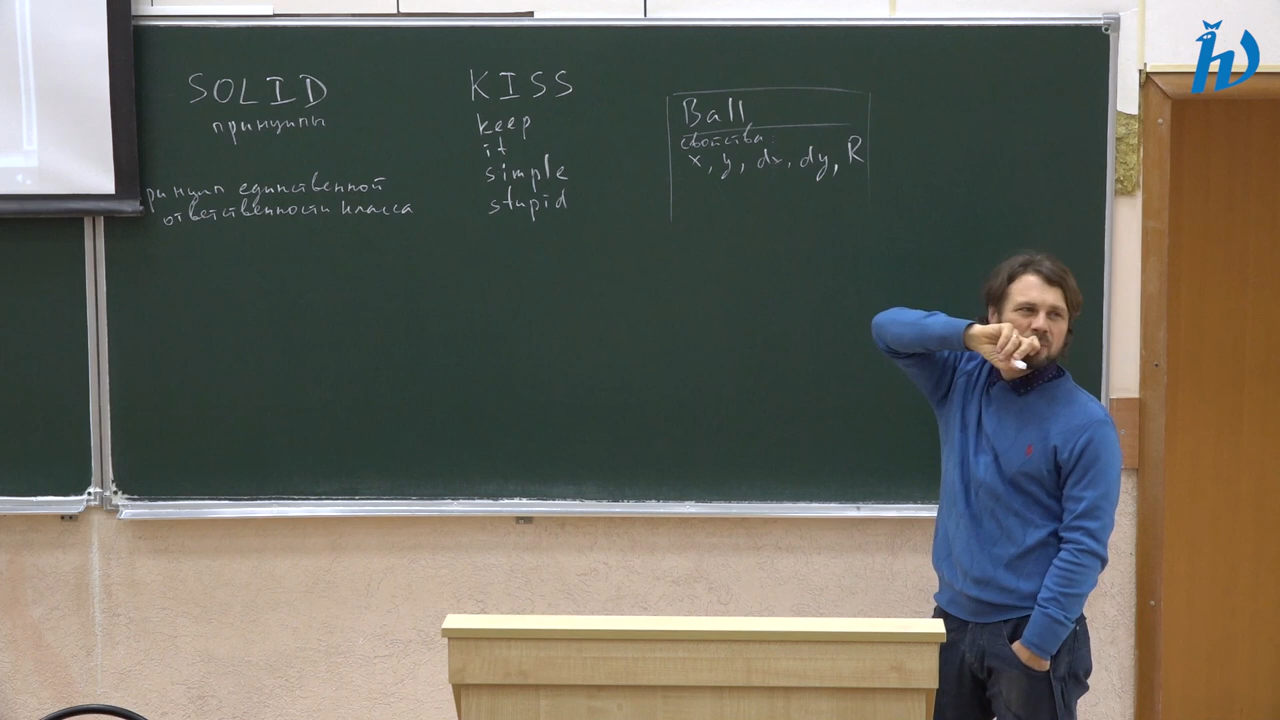 SOLID
принципы
ринцип единственной
ответственности класса
KISS
keep
it
simple
stupid
Ball
свойства:
x, y, dx, dy, R